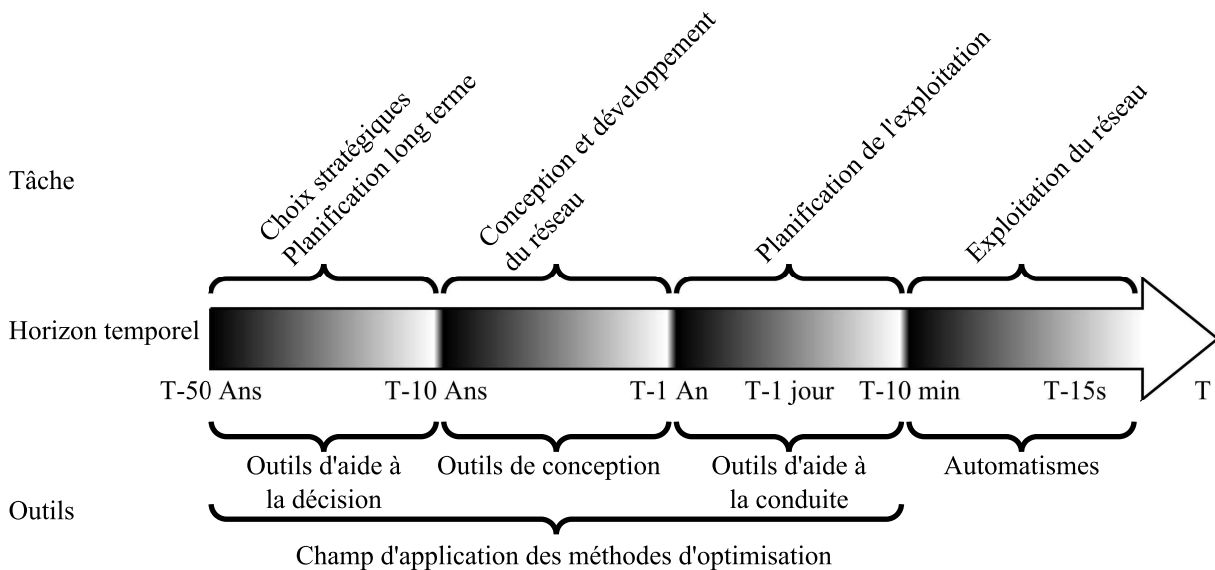 Tâche
Choix stratégiques
Planification long terme
Conception et développement
du réseau
Planification de l'exploitation
Exploitation du réseau
Horizon temporel
T-50 Ans
T-10 Ans
T-1 An
T-1 jour
T-10 min
T-15s
T
Outils
Outils d'aide à
la décision
Outils de conception
Outils d'aide à
la conduite
Automatismes
Champ d'application des méthodes d'optimisation